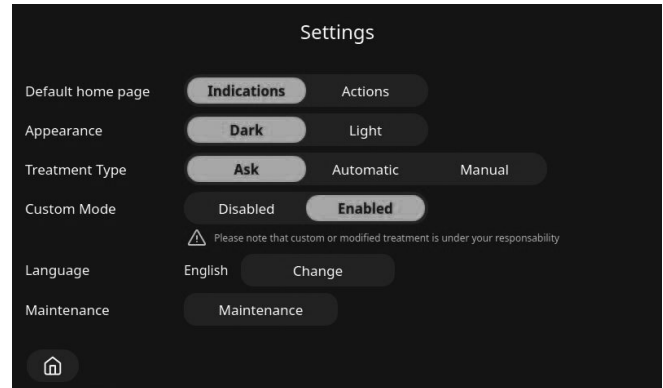 Settings
Default home page Indications Actions
Appearance Dark Light
Treatment Type Ask Automatic Manual
Custom Mode Disabled Enabled
Please note that custom or modified treatment is under your responsability
Language English Change
Maintenance Maintenance